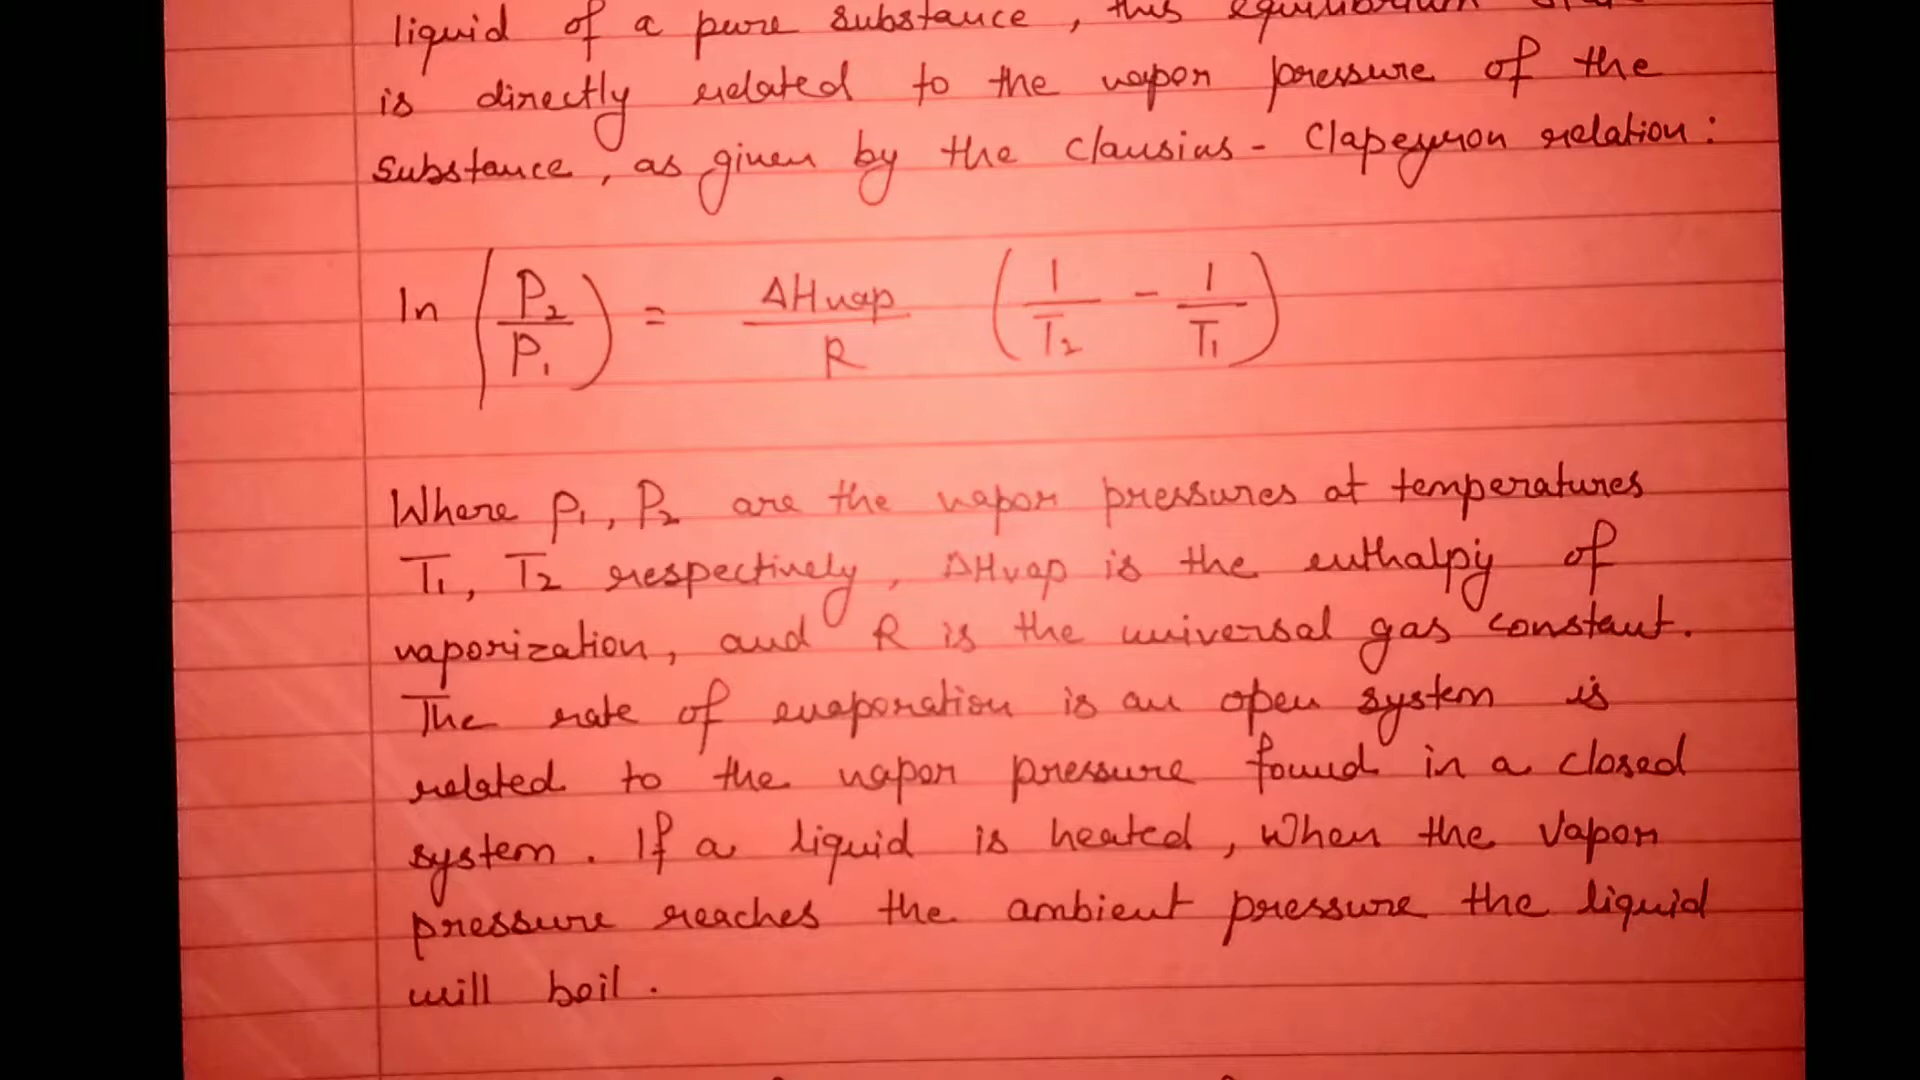 liquid of a pure substance, this equilibrium
is directly related to the vapor pressure of the
substance, as given by the Clausius - Clapeyron relation:
ln (P₂/P₁) = ΔHvap/R (1/T₂ - 1/T₁)
Where P₁, P₂ are the vapor pressures at temperatures
T₁, T₂ respectively, ΔHvap is the enthalpy of
vaporization, and R is the universal gas constant.
The rate of evaporation is an open system is
related to the vapor pressure found in a closed
system. If a liquid is heated, when the vapor
pressure reaches the ambient pressure the liquid
will boil.